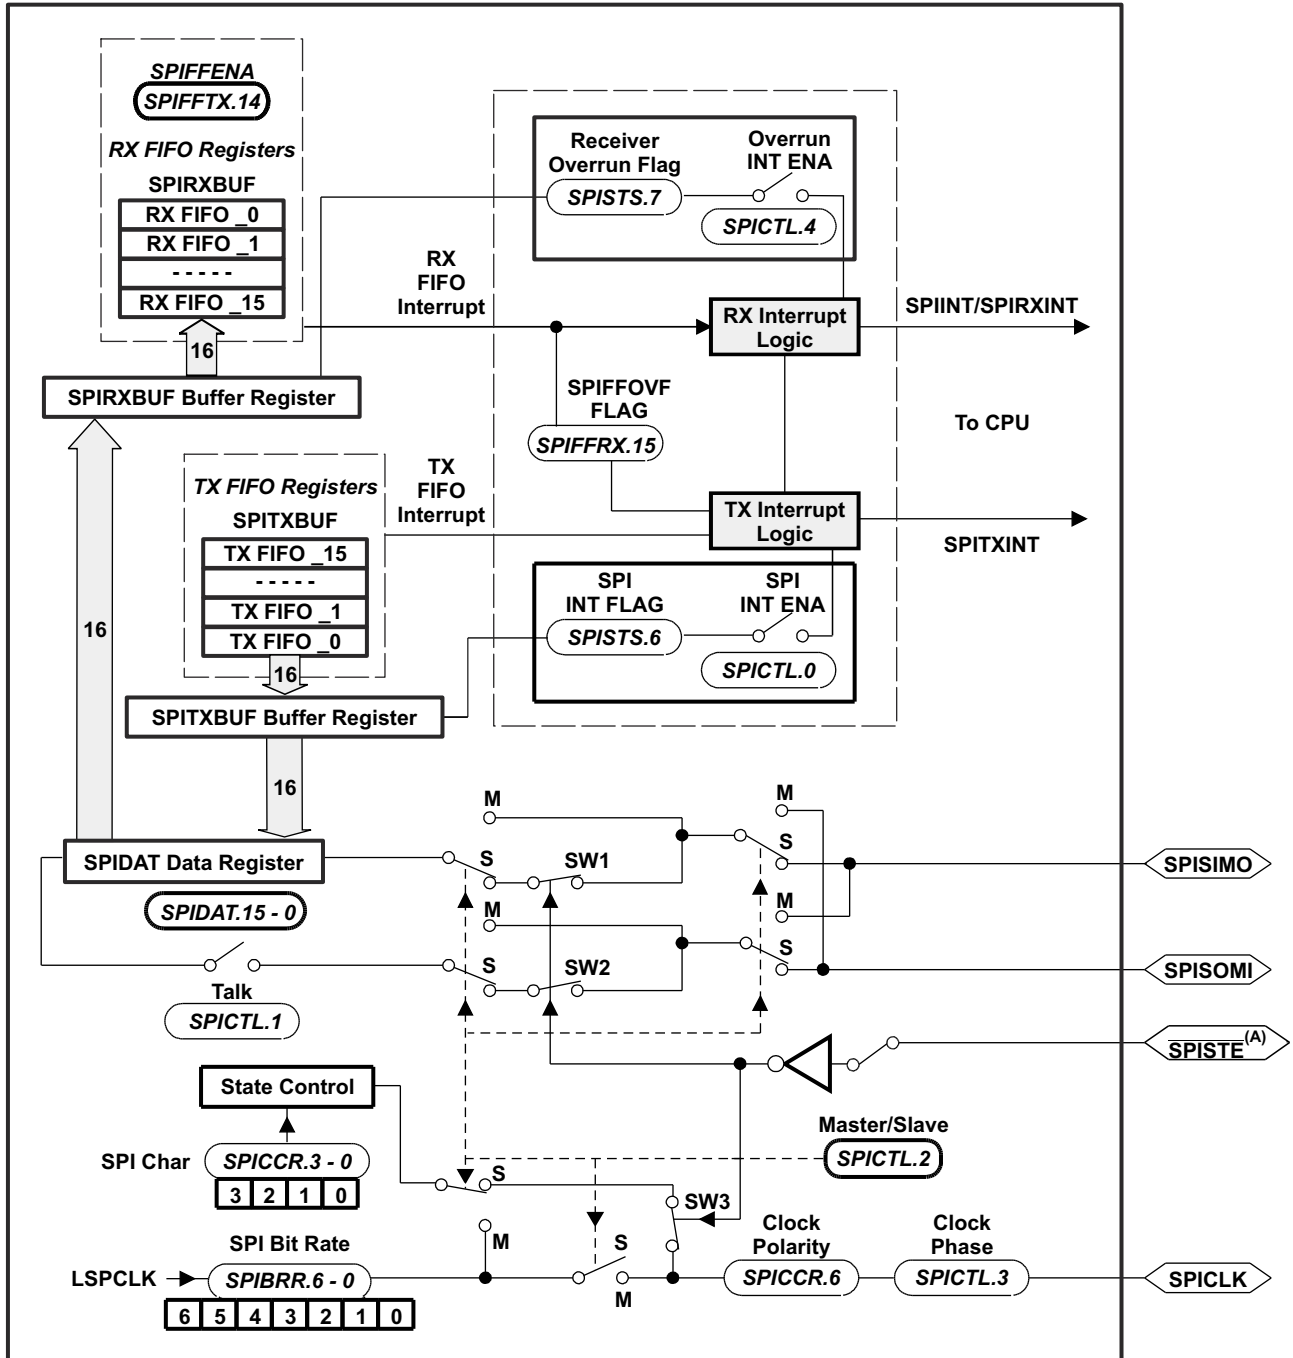 SPIFFENA
SPIFFTX.14
RX FIFO Registers
SPIRXBUF
RX FIFO _0
RX FIFO _1
- - - - -
RX FIFO _15
16
SPIRXBUF Buffer Register
RX
FIFO
Interrupt
Receiver
Overrun Flag
SPISTS.7
Overrun
INT ENA
SPICTL.4
RX Interrupt
Logic
SPIINT/SPIRXINT
SPIFFOVF
FLAG
SPIFFRX.15
To CPU
TX FIFO Registers
SPITXBUF
TX FIFO _15
- - - - -
TX FIFO _1
TX FIFO _0
16
16
SPITXBUF Buffer Register
TX
FIFO
Interrupt
TX Interrupt
Logic
SPITXINT
SPI
INT FLAG
SPISTS.6
SPI
INT ENA
SPICTL.0
16
SPIDAT Data Register
SPIDAT.15 - 0
M
S
SW1
M
S
SPISIMO
M
S
SW2
M
S
SPISOMI
Talk
SPICTL.1
SPISTE(A)
State Control
Master/Slave
SPICTL.2
SPI Char
SPICCR.3 - 0
3 2 1 0
S
M
SW3
S
M
SPI Bit Rate
LSPCLK
SPIBRR.6 - 0
6 5 4 3 2 1 0
Clock
Polarity
SPICCR.6
Clock
Phase
SPICTL.3
SPICLK